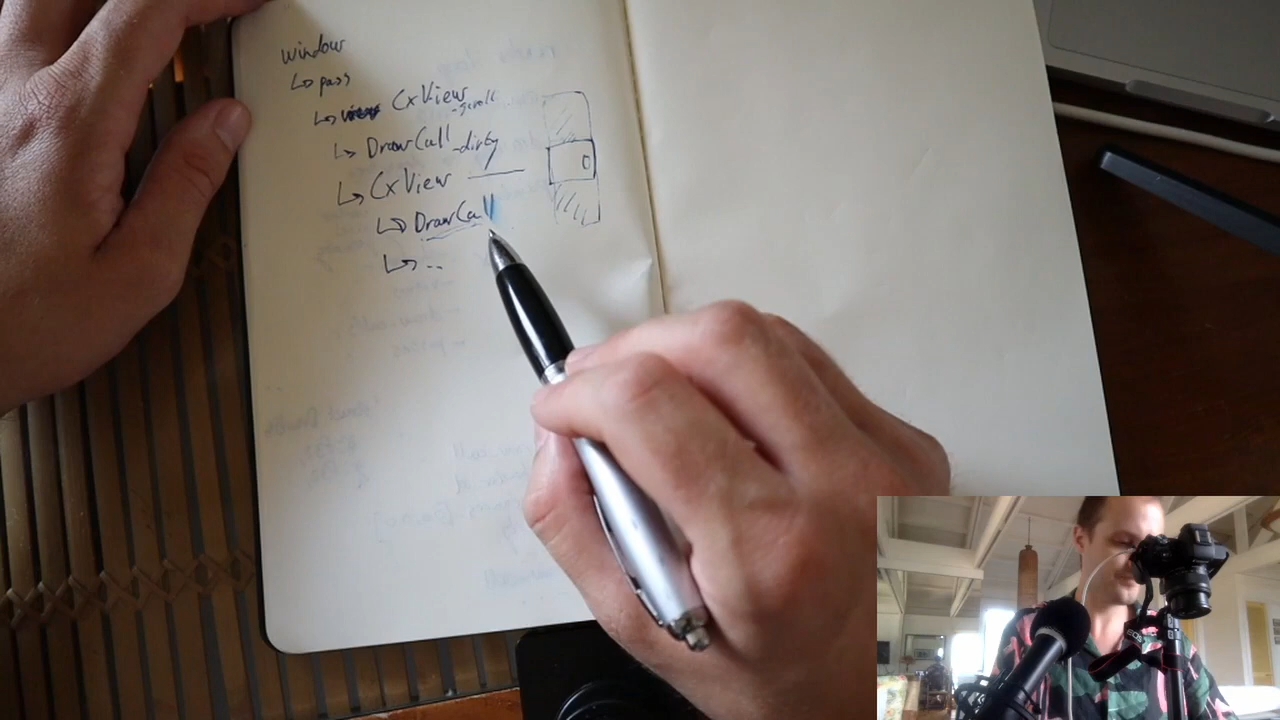 window
↳ pass
↳ CxView - scroll
↳ DrawCall - dirty
↳ CxView
↳ DrawCall
↳ ..